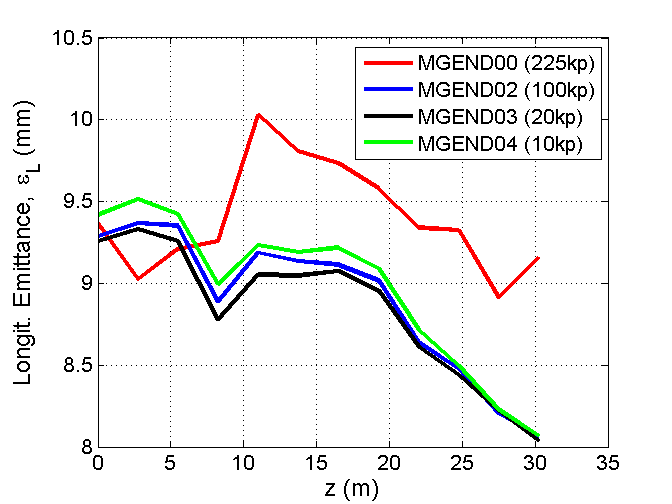 10.5
10
9.5
9
8.5
8
Longit. Emittance, εL (mm)
MGEND00 (225kp)
MGEND02 (100kp)
MGEND03 (20kp)
MGEND04 (10kp)
0 5 10 15 20 25 30 35
z (m)